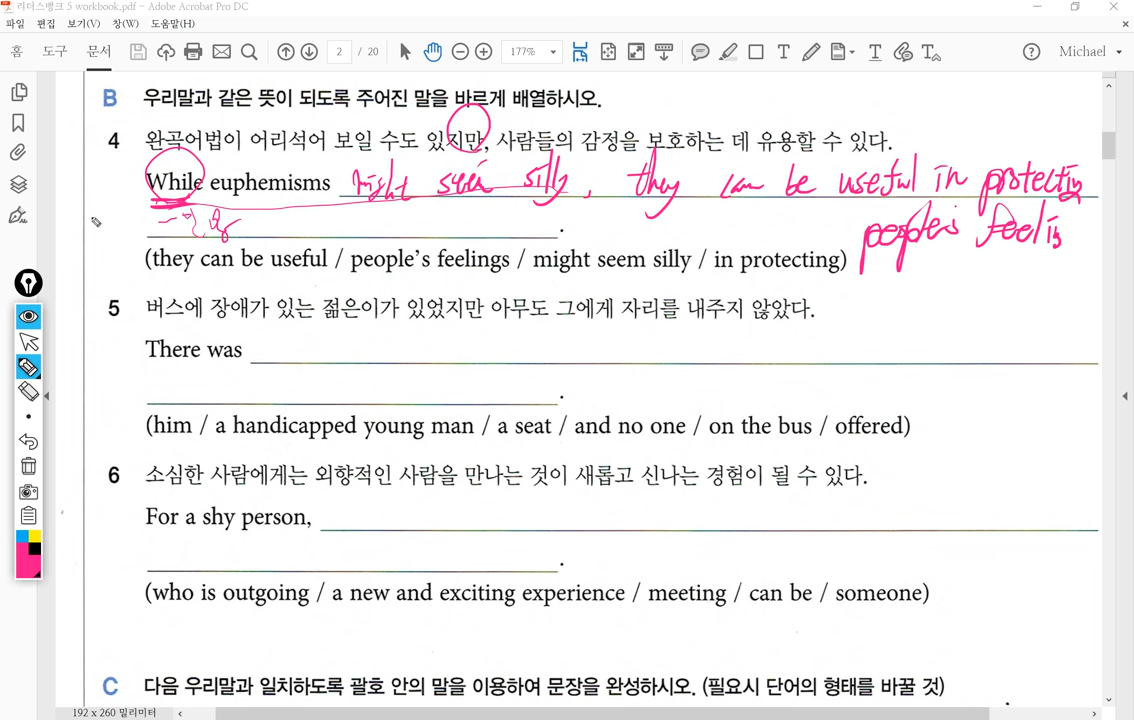 리더스뱅크 5 workbook.pdf - Adobe Acrobat Pro DC
파일 편집 보기(V) 창(W) 도움말(H)
홈 도구 문서 2 / 20 177% Michael
B 우리말과 같은 뜻이 되도록 주어진 말을 바르게 배열하시오.
4 완곡어법이 어리석어 보일 수도 있지만, 사람들의 감정을 보호하는 데 유용할 수 있다.
While euphemisms might seem silly, they can be useful in protecting
people's feelings
.
(they can be useful / people's feelings / might seem silly / in protecting)
5 버스에 장애가 있는 젊은이가 있었지만 아무도 그에게 자리를 내주지 않았다.
There was
.
(him / a handicapped young man / a seat / and no one / on the bus / offered)
6 소심한 사람에게는 외향적인 사람을 만나는 것이 새롭고 신나는 경험이 될 수 있다.
For a shy person,
.
(who is outgoing / a new and exciting experience / meeting / can be / someone)
C 다음 우리말과 일치하도록 괄호 안의 말을 이용하여 문장을 완성하시오. (필요시 단어의 형태를 바꿀 것)
192 x 260 밀리미터